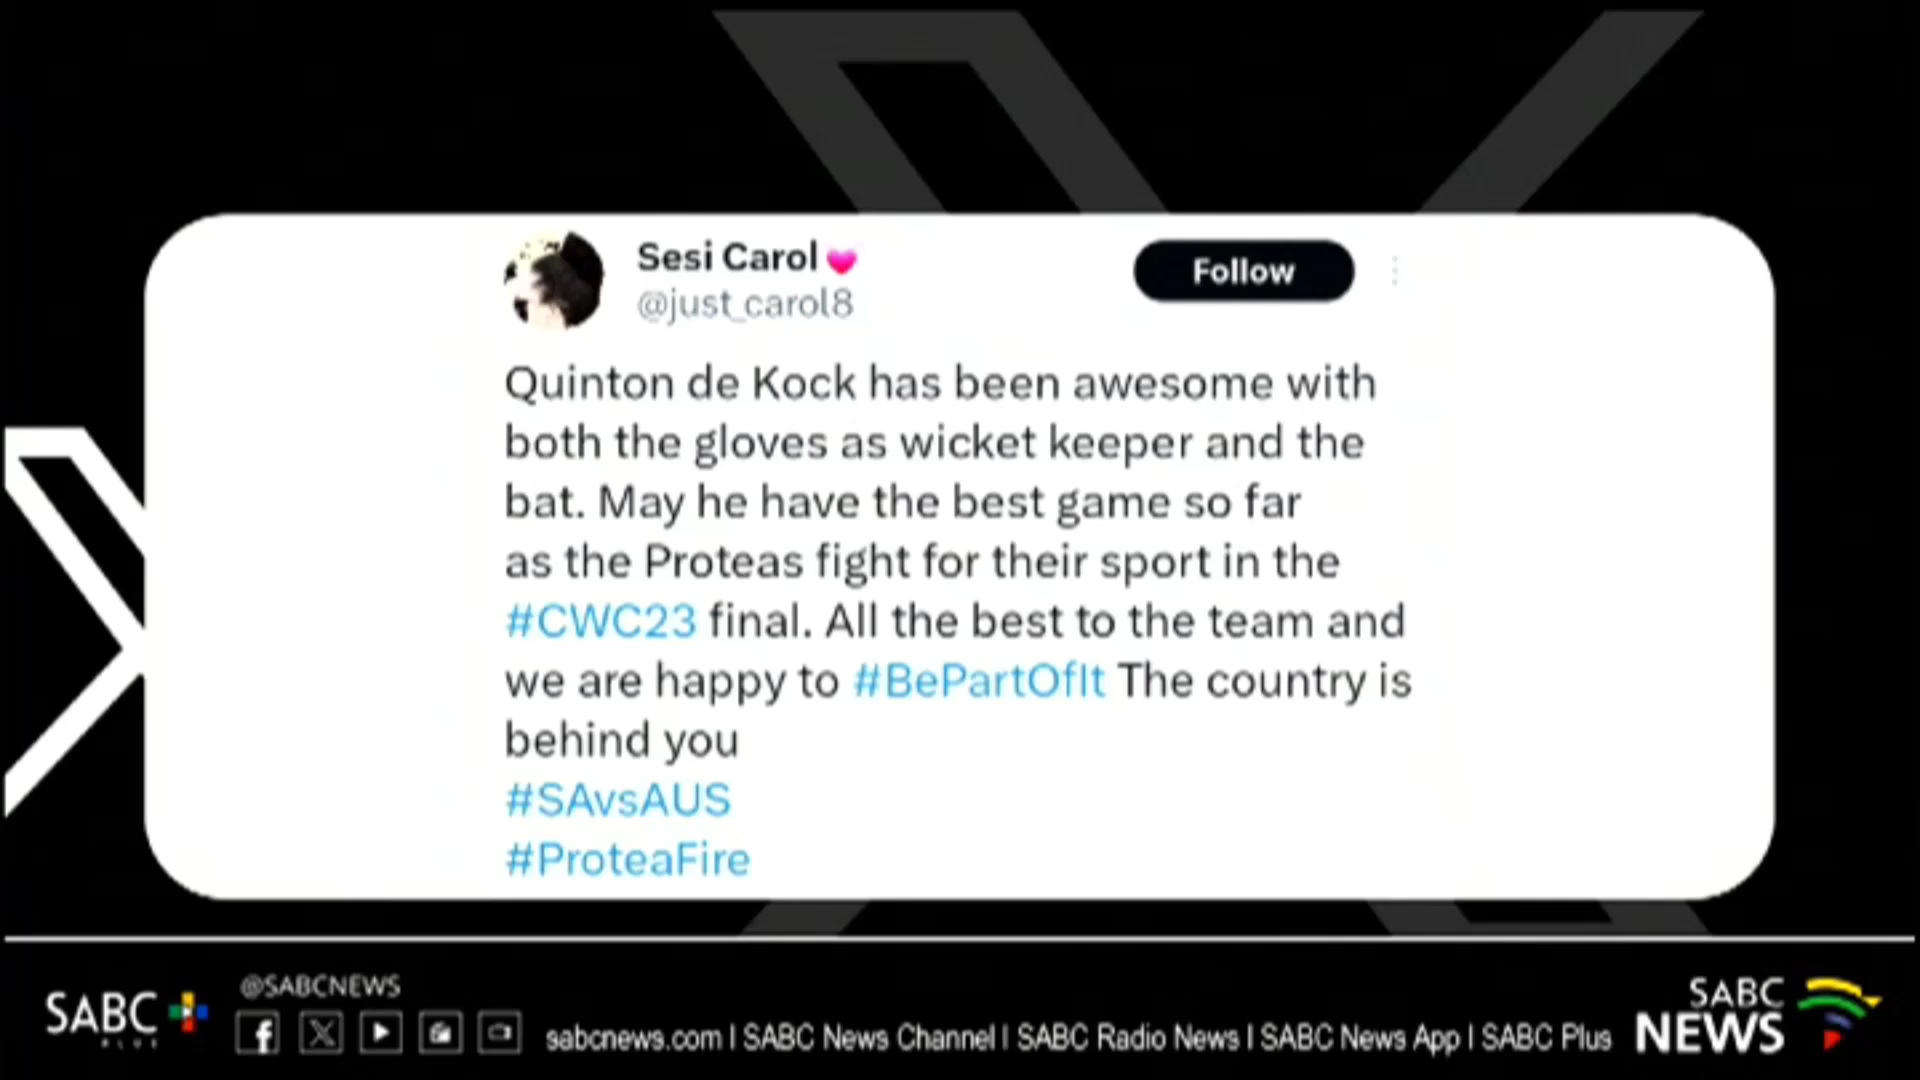 Sesi Carol
@just_carol8
Follow
Quinton de Kock has been awesome with
both the gloves as wicket keeper and the
bat. May he have the best game so far
as the Proteas fight for their sport in the
#CWC23 final. All the best to the team and
we are happy to #BePartOfIt The country is
behind you
#SAvsAUS
#ProteaFire
SABC
PLUS
@SABCNEWS
sabcnews.com | SABC News Channel | SABC Radio News | SABC News App | SABC Plus
SABC
NEWS